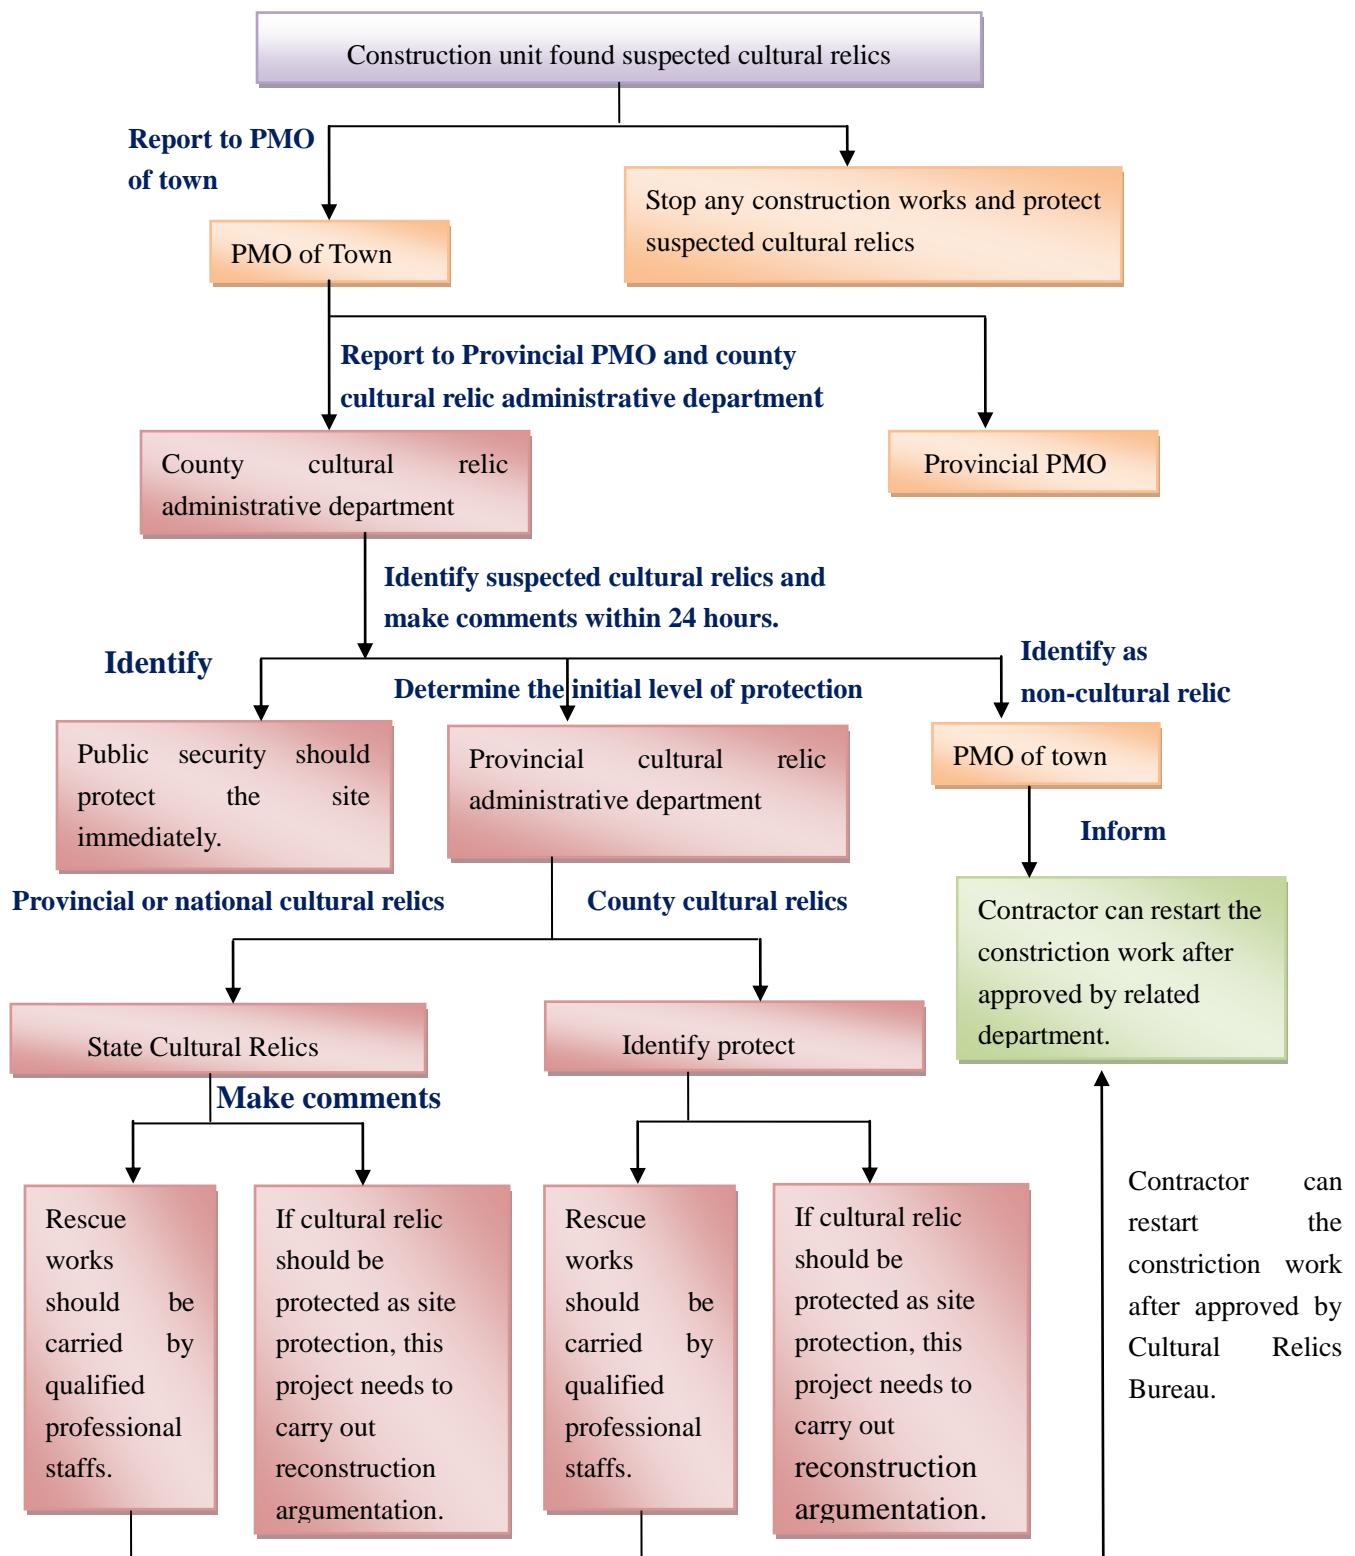 Construction unit found suspected cultural relics
Report to PMO
of town
Stop any construction works and protect
suspected cultural relics
PMO of Town
Report to Provincial PMO and county
cultural relic administrative department
County cultural relic
administrative department
Provincial PMO
Identify suspected cultural relics and
make comments within 24 hours.
Identify
Determine the initial level of protection
Identify as
non-cultural relic
Public security should
protect the site
immediately.
Provincial cultural relic
administrative department
PMO of town
Inform
Provincial or national cultural relics
County cultural relics
Contractor can restart the
constriction work after
approved by related
department.
State Cultural Relics
Identify protect
Make comments
Rescue
works
should be
carried by
qualified
professional
staffs.
If cultural relic
should be
protected as site
protection, this
project needs to
carry out
reconstruction
argumentation.
Rescue
works
should be
carried by
qualified
professional
staffs.
If cultural relic
should be
protected as site
protection, this
project needs to
carry out
reconstruction
argumentation.
Contractor can
restart the
constriction work
after approved by
Cultural Relics
Bureau.